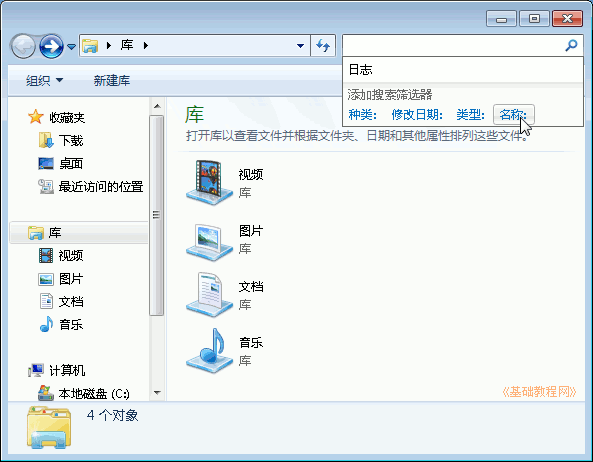 库
日志
添加搜索筛选器
种类: 修改日期: 类型: 名称:
组织 新建库
收藏夹
下载
桌面
最近访问的位置
库
视频
图片
文档
音乐
计算机
本地磁盘 (C:)
库
打开库以查看文件并根据文件夹、日期和其他属性排列这些文件。
视频
库
图片
库
文档
库
音乐
库
《基础教程网》
4 个对象